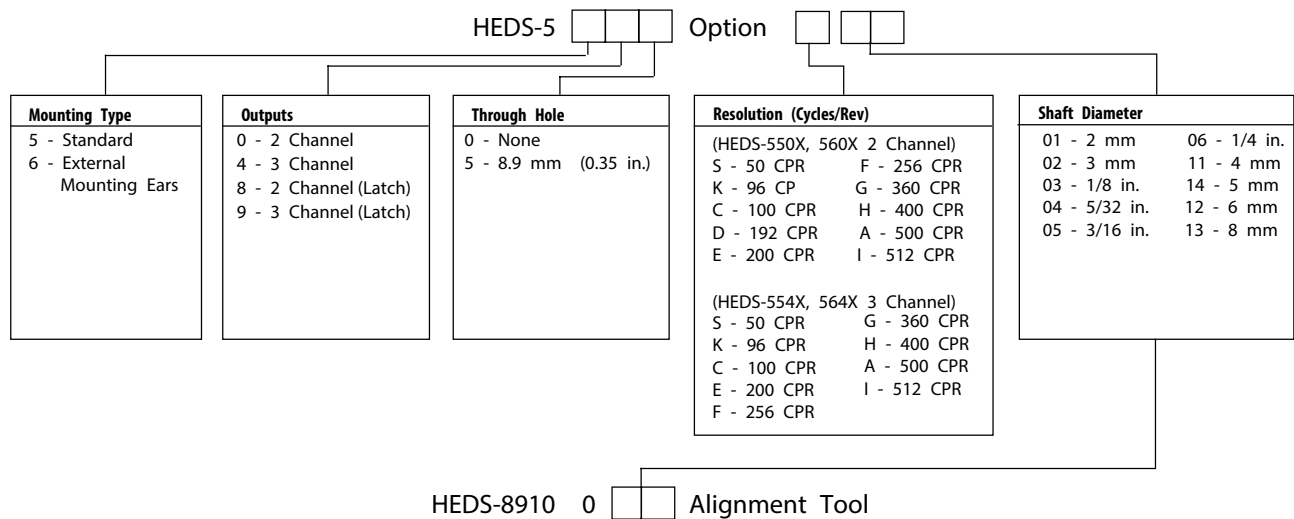 HEDS-5 Option
Mounting Type
5 - Standard
6 - External
Mounting Ears
Outputs
0 - 2 Channel
4 - 3 Channel
8 - 2 Channel (Latch)
9 - 3 Channel (Latch)
Through Hole
0 - None
5 - 8.9 mm (0.35 in.)
Resolution (Cycles/Rev)
(HEDS-550X, 560X 2 Channel)
S - 50 CPR F - 256 CPR
K - 96 CP G - 360 CPR
C - 100 CPR H - 400 CPR
D - 192 CPR A - 500 CPR
E - 200 CPR I - 512 CPR
(HEDS-554X, 564X 3 Channel)
S - 50 CPR G - 360 CPR
K - 96 CPR H - 400 CPR
C - 100 CPR A - 500 CPR
E - 200 CPR I - 512 CPR
F - 256 CPR
Shaft Diameter
01 - 2 mm 06 - 1/4 in.
02 - 3 mm 11 - 4 mm
03 - 1/8 in. 14 - 5 mm
04 - 5/32 in. 12 - 6 mm
05 - 3/16 in. 13 - 8 mm
HEDS-8910 0 Alignment Tool